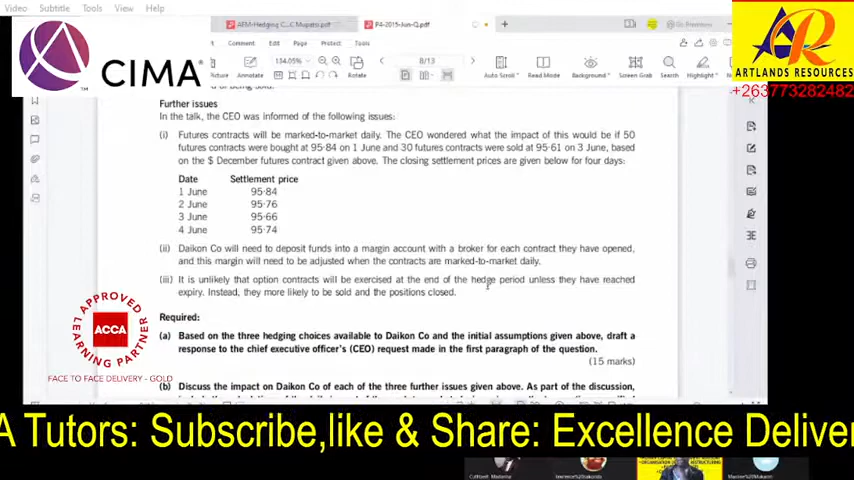 Video Subtitle Tools View Help
AEM-Hedging
P4-2015-Jun-Q.pdf
CIMA
Comment Edit Page Protect
134.05%
8/13
Rotate
Auto Scroll Read Mode Background Screen Grab Search Highlight
ARTLANDS RESOURCES
+263773282482
Further issues
In the talk, the CEO was informed of the following issues:
(i) Futures contracts will be marked-to-market daily. The CEO wondered what the impact of this would be if 50
futures contracts were bought at 95·84 on 1 June and 30 futures contracts were sold at 95·61 on 3 June, based
on the $ December futures contract given above. The closing settlement prices are given below for four days:
Date Settlement price
1 June 95·84
2 June 95·76
3 June 95·66
4 June 95·74
(ii) Daikon Co will need to deposit funds into a margin account with a broker for each contract they have opened,
and this margin will need to be adjusted when the contracts are marked-to-market daily.
(iii) It is unlikely that option contracts will be exercised at the end of the hedge period unless they have reached
expiry. Instead, they more likely to be sold and the positions closed.
APPROVED
ACCA
LEARNING PARTNER
FACE TO FACE DELIVERY - GOLD
Required:
(a) Based on the three hedging choices available to Daikon Co and the initial assumptions given above, draft a
response to the chief executive officer's (CEO) request made in the first paragraph of the question.
(15 marks)
(b) Discuss the impact on Daikon Co of each of the three further issues given above. As part of the discussion,
A Tutors: Subscribe,like & Share: Excellence Deliver